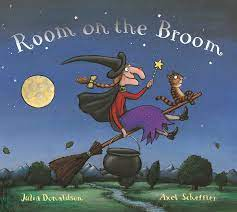 Room on the Broom
Julia Donaldson Axel Scheffler